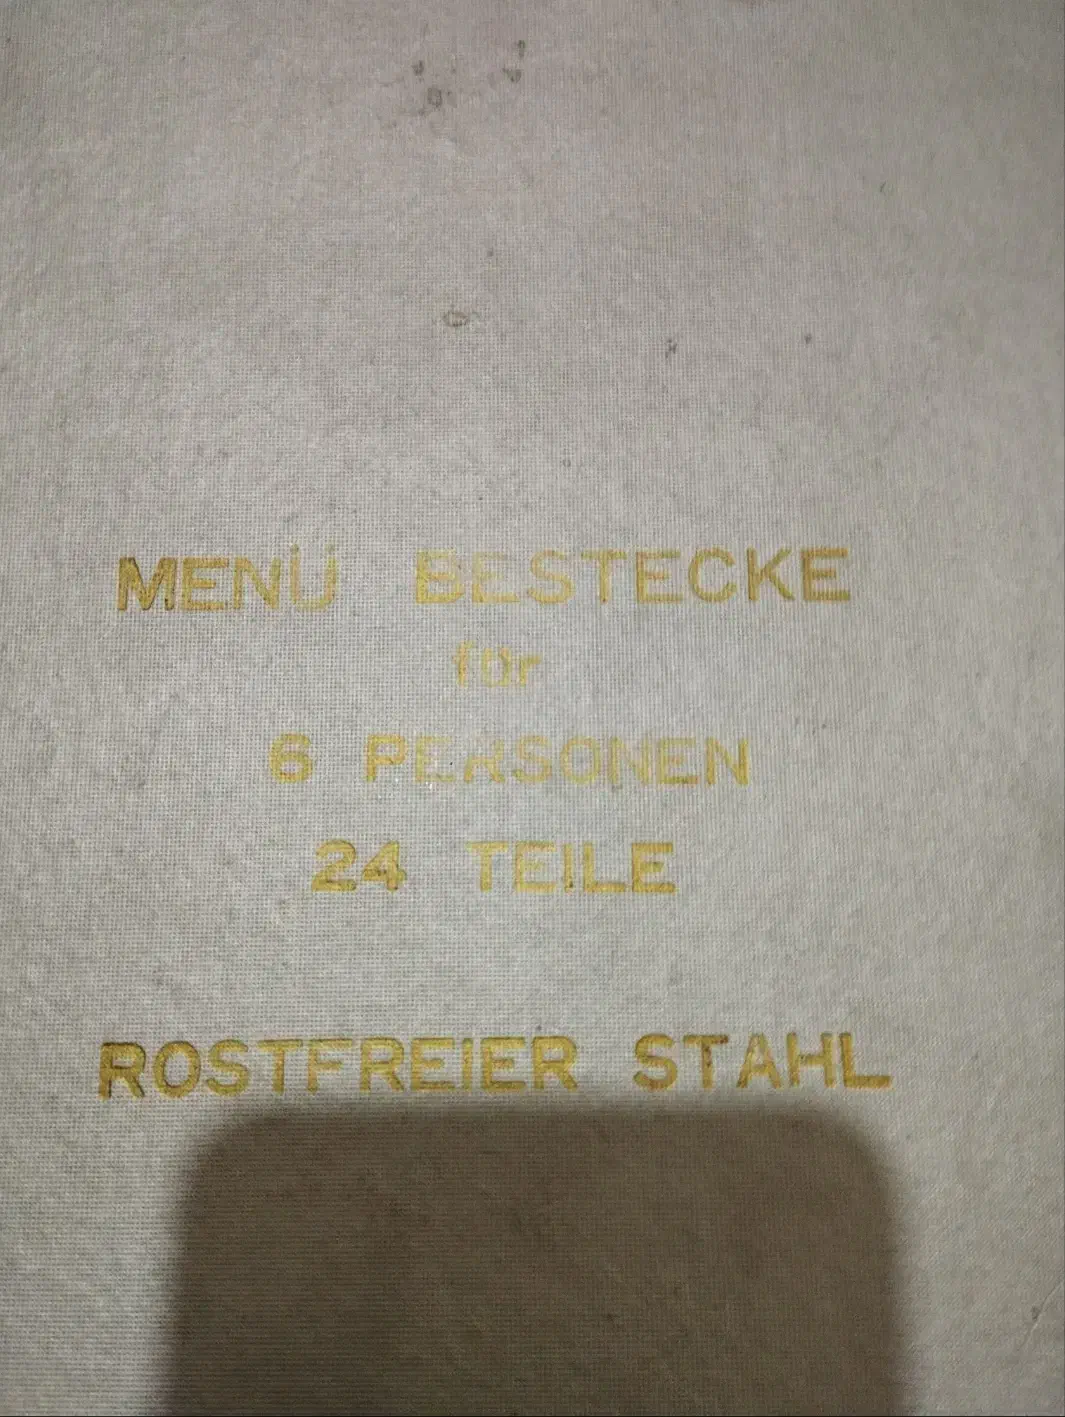 MENÜ BESTECKE
für
6 PERSONEN
24 TEILE
ROSTFREIER STAHL